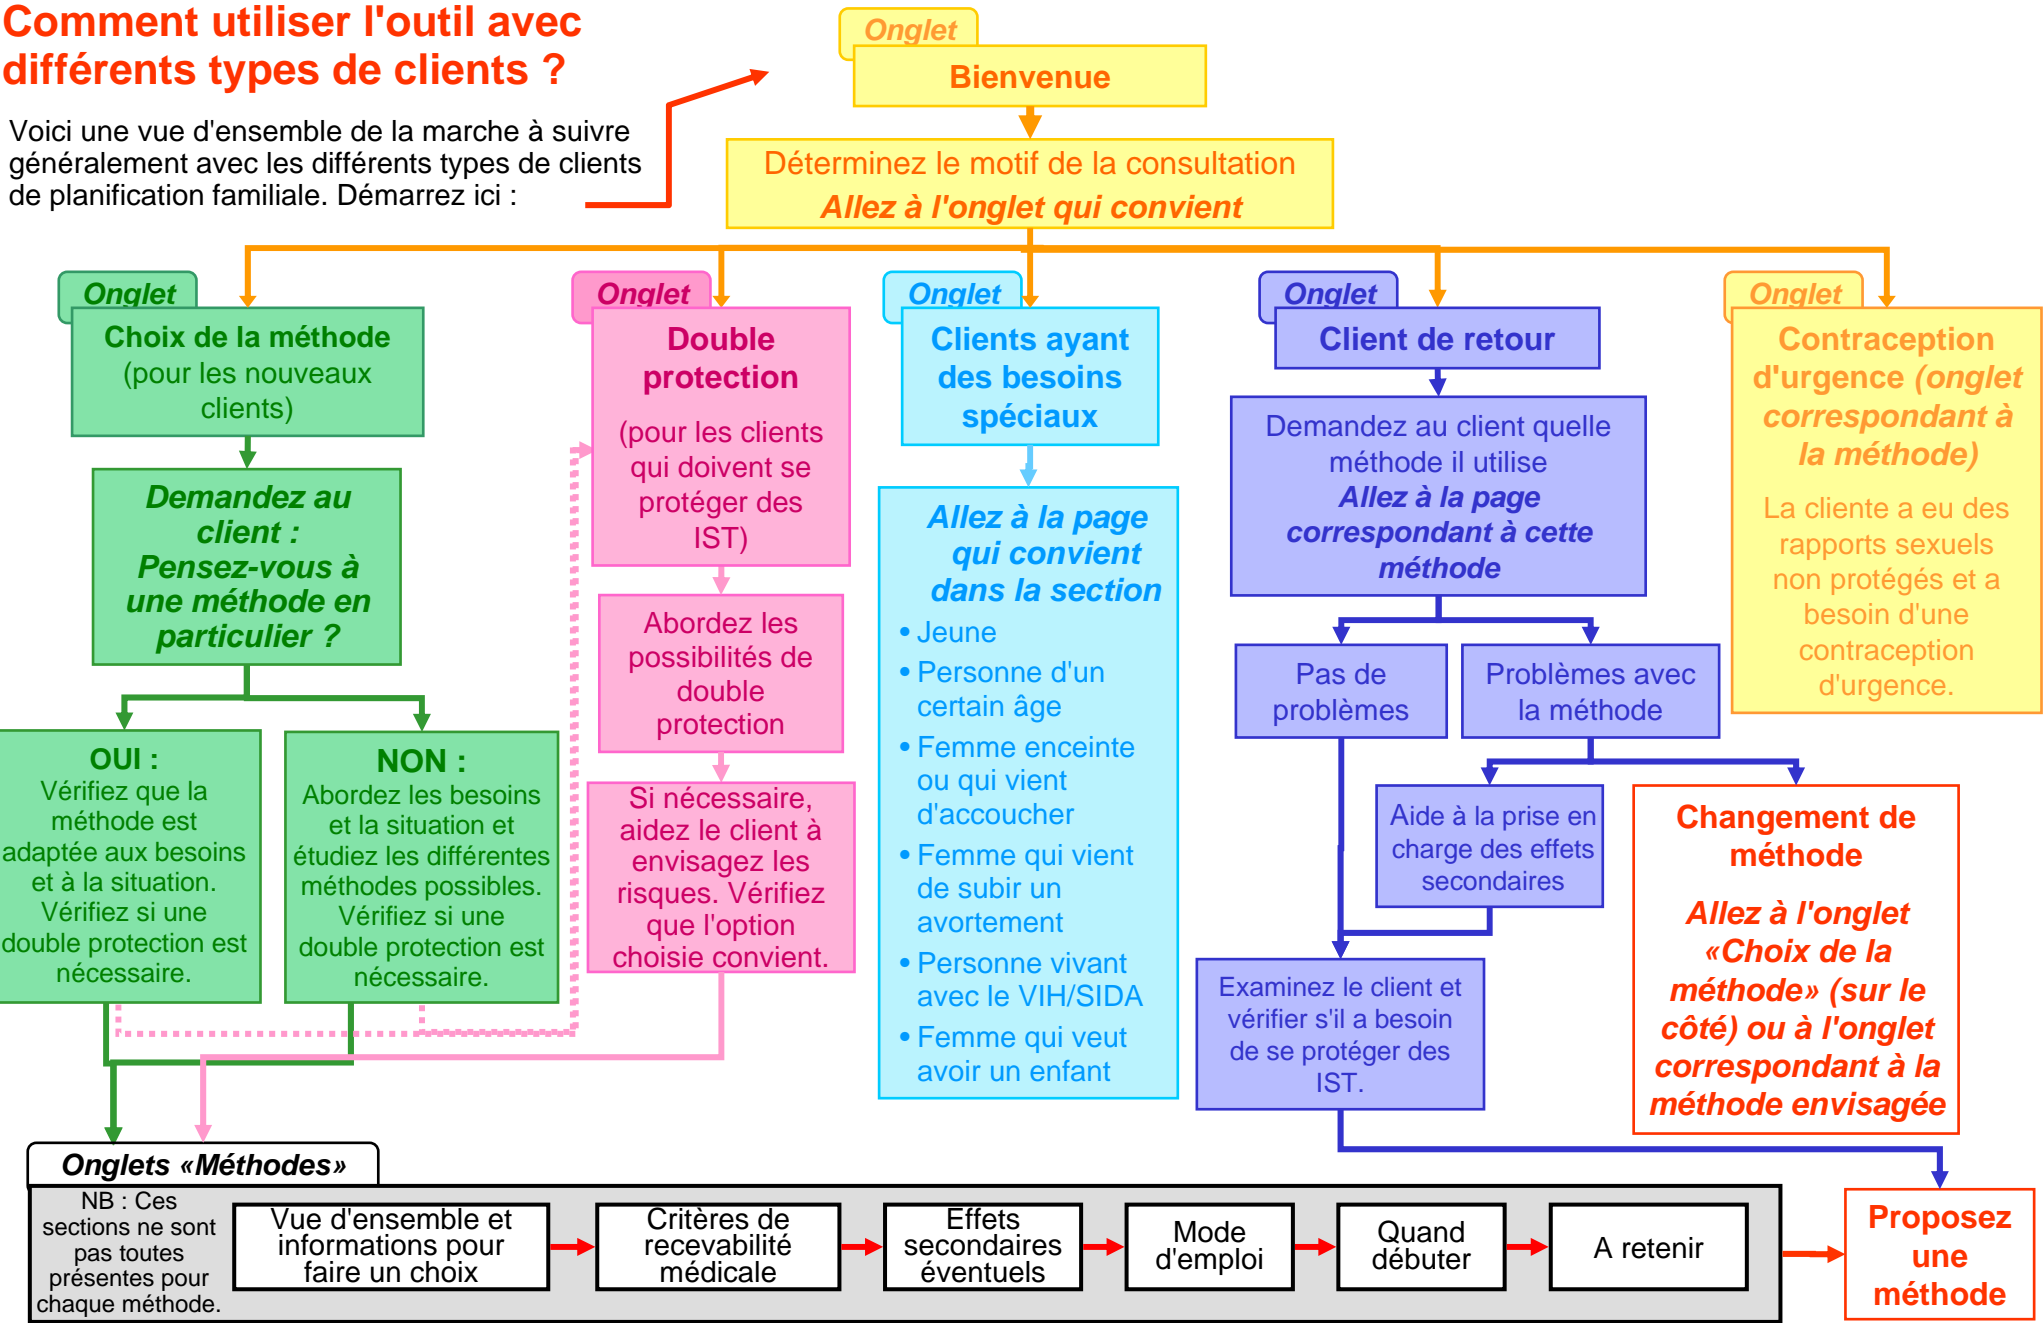 Comment utiliser l'outil avec
différents types de clients ?
Voici une vue d'ensemble de la marche à suivre
généralement avec les différents types de clients
de planification familiale. Démarrez ici :
Onglet
Bienvenue
Déterminez le motif de la consultation
Allez à l'onglet qui convient
Onglet
Choix de la méthode
(pour les nouveaux
clients)
Demandez au
client :
Pensez-vous à
une méthode en
particulier ?
OUI :
Vérifiez que la
méthode est
adaptée aux besoins
et à la situation.
Vérifiez si une
double protection est
nécessaire.
NON :
Abordez les besoins
et la situation et
étudiez les différentes
méthodes possibles.
Vérifiez si une
double protection est
nécessaire.
Onglet
Double
protection
(pour les clients
qui doivent se
protéger des
IST)
Abordez les
possibilités de
double
protection
Si nécessaire,
aidez le client à
envisagez les
risques. Vérifiez
que l'option
choisie convient.
Onglet
Clients ayant
des besoins
spéciaux
Allez à la page
qui convient
dans la section
• Jeune
• Personne d'un
certain âge
• Femme enceinte
ou qui vient
d'accoucher
• Femme qui vient
de subir un
avortement
• Personne vivant
avec le VIH/SIDA
• Femme qui veut
avoir un enfant
Onglet
Client de retour
Demandez au client quelle
méthode il utilise
Allez à la page
correspondant à cette
méthode
Pas de
problèmes
Problèmes avec
la méthode
Aide à la prise en
charge des effets
secondaires
Examinez le client et
vérifier s'il a besoin
de se protéger des
IST.
Changement de
méthode
Allez à l'onglet
«Choix de la
méthode» (sur le
côté) ou à l'onglet
correspondant à la
méthode envisagée
Onglet
Contraception
d'urgence (onglet
correspondant à
la méthode)
La cliente a eu des
rapports sexuels
non protégés et a
besoin d'une
contraception
d'urgence.
Onglets «Méthodes»
NB : Ces
sections ne sont
pas toutes
présentes pour
chaque méthode.
Vue d'ensemble et
informations pour
faire un choix
Critères de
recevabilité
médicale
Effets
secondaires
éventuels
Mode
d'emploi
Quand
débuter
A retenir
Proposez
une
méthode